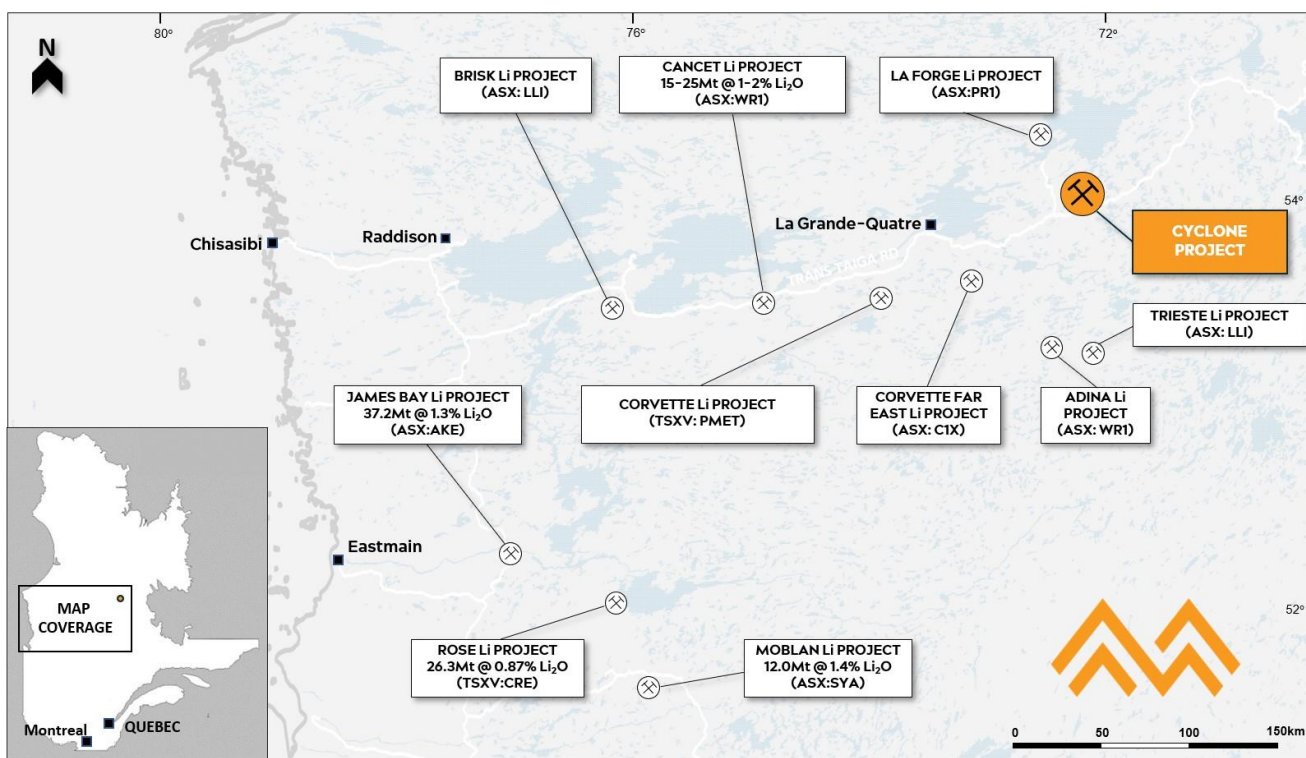 80°
76°
72°
N
BRISK Li PROJECT
(ASX: LLI)
CANCET Li PROJECT
15-25Mt @ 1-2% Li₂O
(ASX:WR1)
LA FORGE Li PROJECT
(ASX:PR1)
54°
Chisasibi
Raddison
La Grande-Quatre
CYCLONE
PROJECT
TRANS TAIGA RD
TRIESTE Li PROJECT
(ASX: LLI)
JAMES BAY Li PROJECT
37.2Mt @ 1.3% Li₂O
(ASX:AKE)
CORVETTE Li PROJECT
(TSXV: PMET)
CORVETTE FAR
EAST Li PROJECT
(ASX: C1X)
ADINA Li
PROJECT
(ASX: WR1)
Eastmain
52°
MAP
COVERAGE
ROSE Li PROJECT
26.3Mt @ 0.87% Li₂O
(TSXV:CRE)
MOBLAN Li PROJECT
12.0Mt @ 1.4% Li₂O
(ASX:SYA)
QUEBEC
Montreal
0 50 100 150km